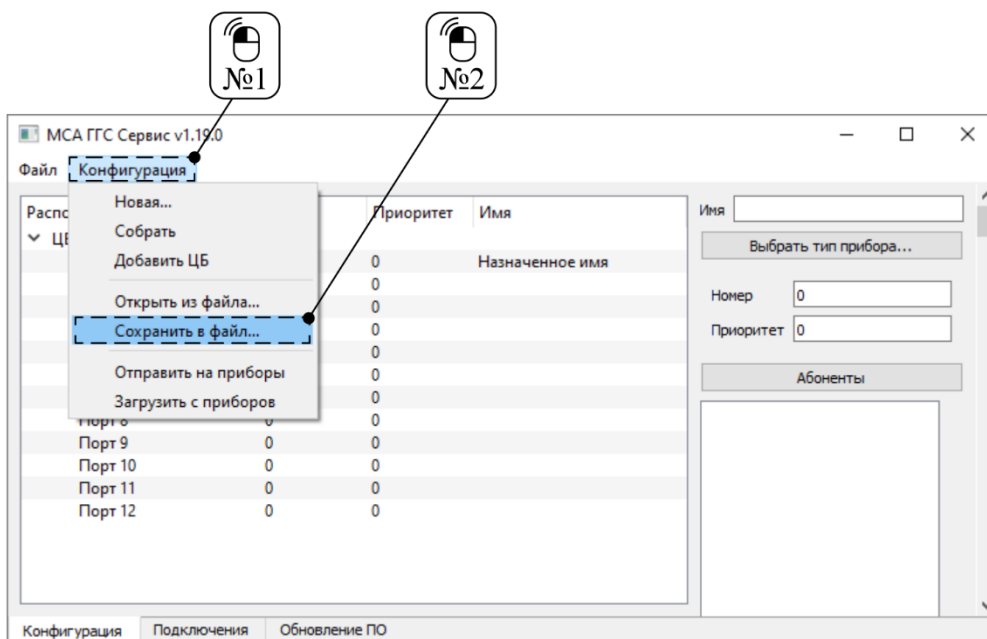 №1 №2
МСА ГГС Сервис v1.19.0
Файл Конфигурация
Новая...
Собрать
Добавить ЦБ
Открыть из файла...
Сохранить в файл...
Отправить на приборы
Загрузить с приборов
Приоритет Имя
0 Назначенное имя
0
0
0
0
0
0
Порт 8 0 0
Порт 9 0 0
Порт 10 0 0
Порт 11 0 0
Порт 12 0 0
Имя
Выбрать тип прибора...
Номер 0
Приоритет 0
Абоненты
Конфигурация Подключения Обновление ПО